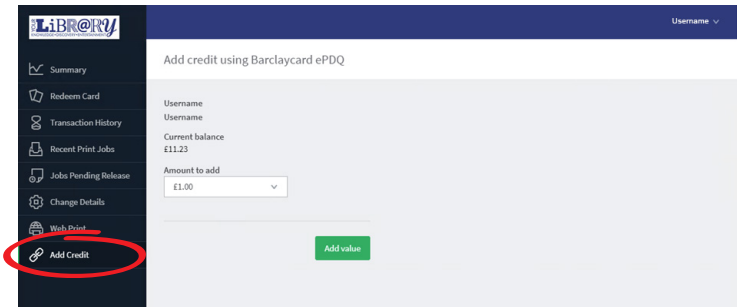 YOUR
LiBR@RY
Username
Summary
Redeem Card
Transaction History
Recent Print Jobs
Jobs Pending Release
Change Details
Web Print
Add Credit
Add credit using Barclaycard ePDQ
Username
Username
Current balance
£11.23
Amount to add
£1.00
Add value